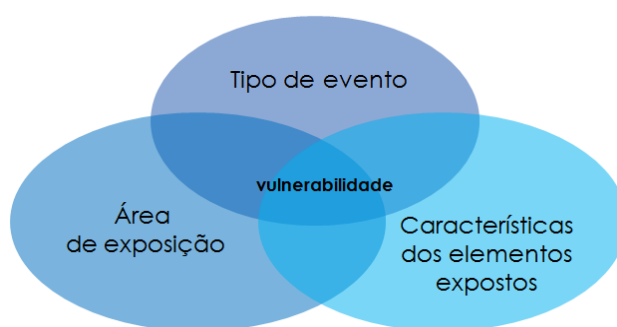 Tipo de evento
vulnerabilidade
Área
de exposição
Características
dos elementos
expostos